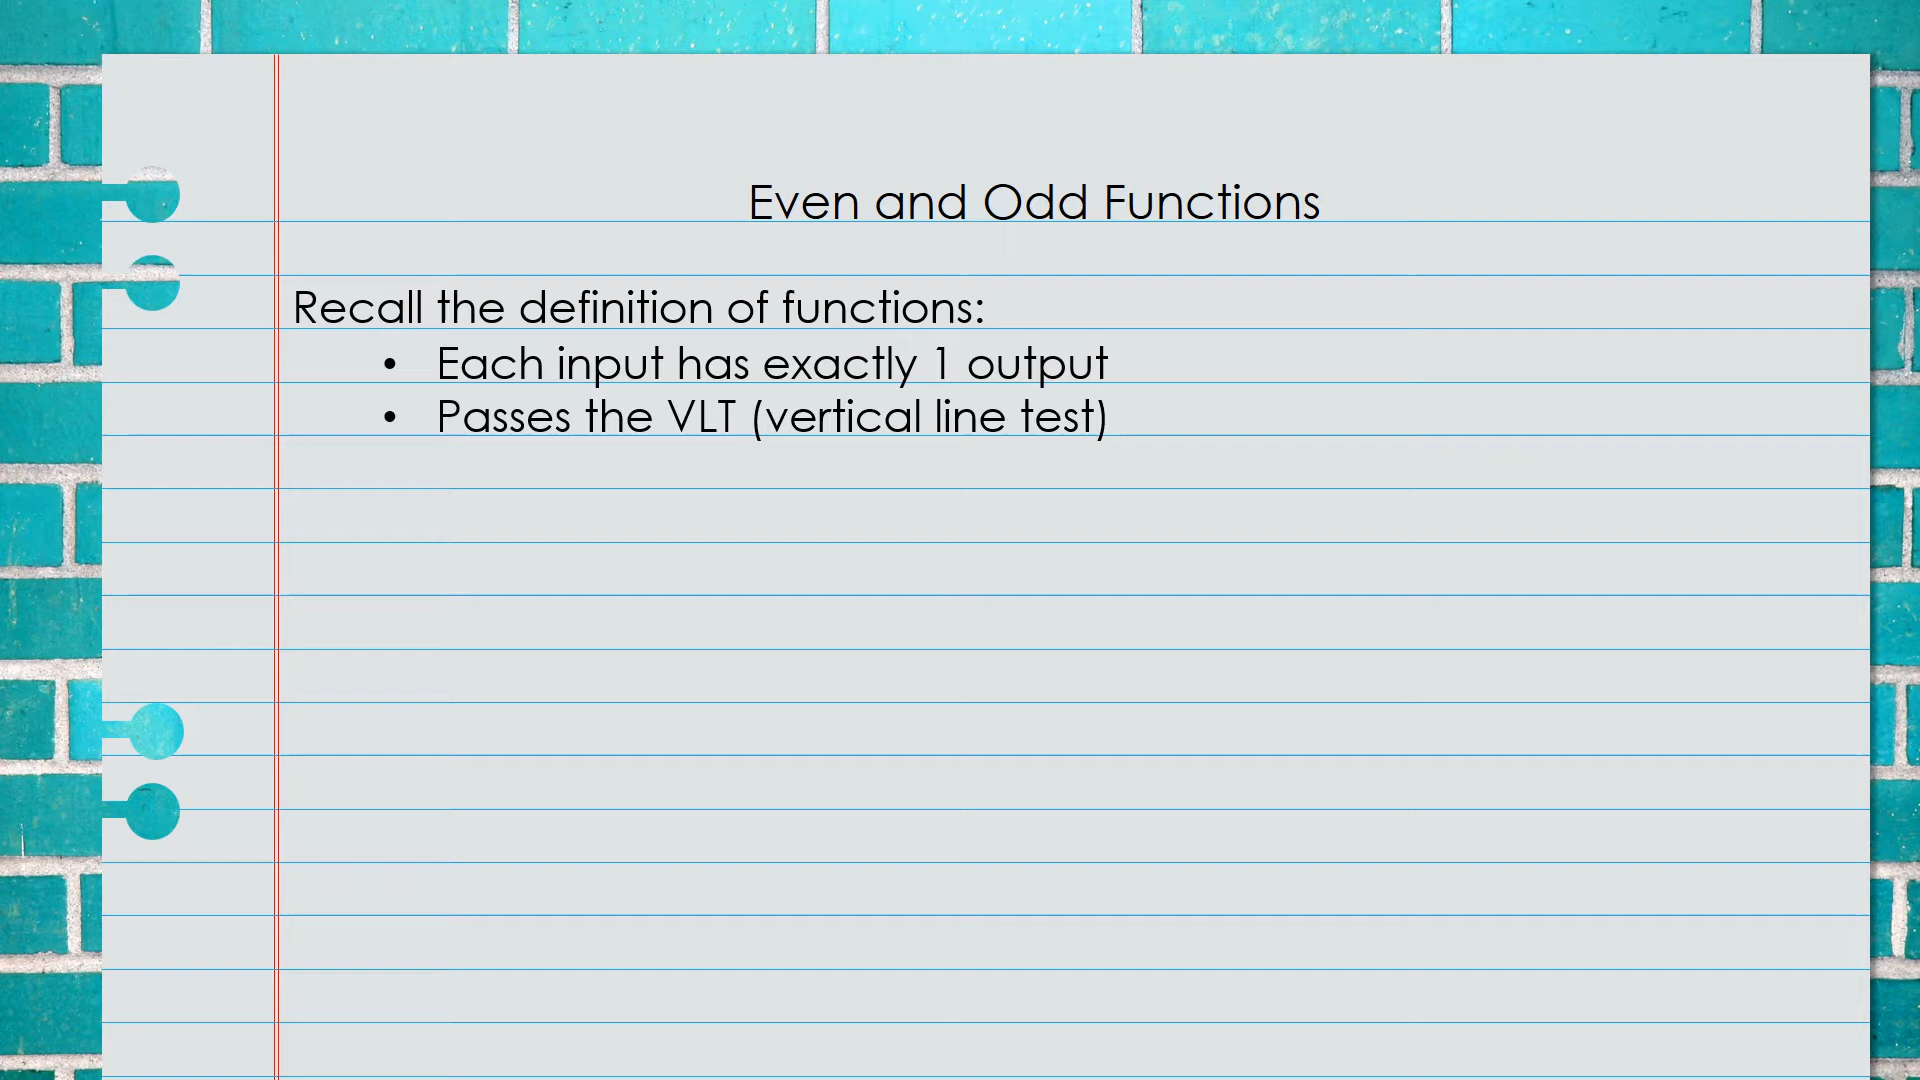 Even and Odd Functions
Recall the definition of functions:
• Each input has exactly 1 output
• Passes the VLT (vertical line test)